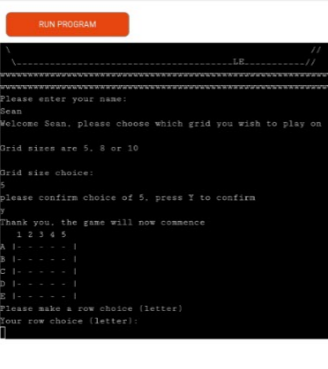 RUN PROGRAM
\ //
\_______________________________LE___________//
Please enter your name:
Sean
Welcome Sean, please choose which grid you wish to play on
Grid sizes are 5, 8 or 10
Grid size choice:
5
please confirm choice of 5, press Y to confirm
y
Thank you, the game will now commence
1 2 3 4 5
A |- - - - - |
B |- - - - - |
C |- - - - - |
D |- - - - - |
E |- - - - - |
Please make a row choice (letter)
Your row choice (letter):